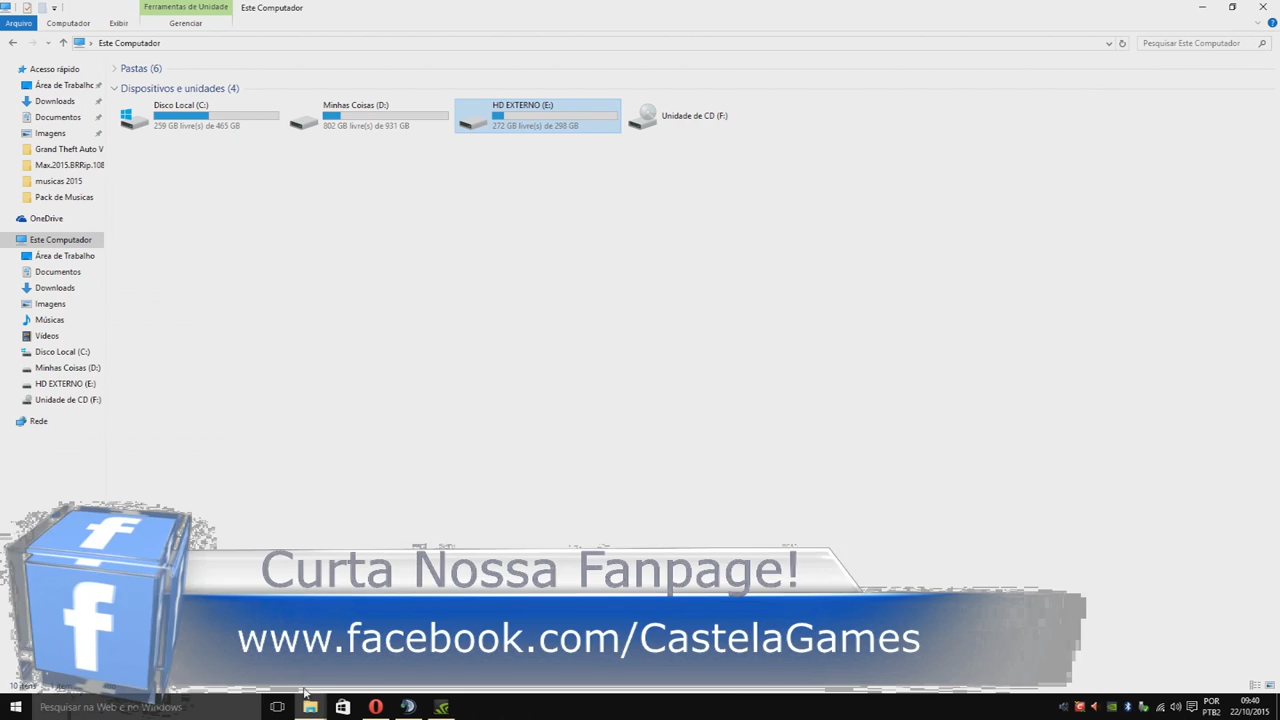 Ferramentas de Unidade
Este Computador
Arquivo
Computador
Exibir
Gerenciar
Este Computador
Pesquisar Este Computador
Acesso rápido
Área de Trabalho
Downloads
Documentos
Imagens
Grand Theft Auto V
Max.2015.BRRip.108
musicas 2015
Pack de Musicas
OneDrive
Este Computador
Área de Trabalho
Documentos
Downloads
Imagens
Músicas
Vídeos
Disco Local (C:)
Minhas Coisas (D:)
HD EXTERNO (E:)
Unidade de CD (F:)
Rede
Pastas (6)
Dispositivos e unidades (4)
Disco Local (C:)
259 GB livre(s) de 465 GB
Minhas Coisas (D:)
802 GB livre(s) de 931 GB
HD EXTERNO (E:)
272 GB livre(s) de 298 GB
Unidade de CD (F:)
Curta Nossa Fanpage!
www.facebook.com/CastelaGames
10 itens
Pesquisar na Web e no Windows
POR
PTB2
09:40
22/10/2015